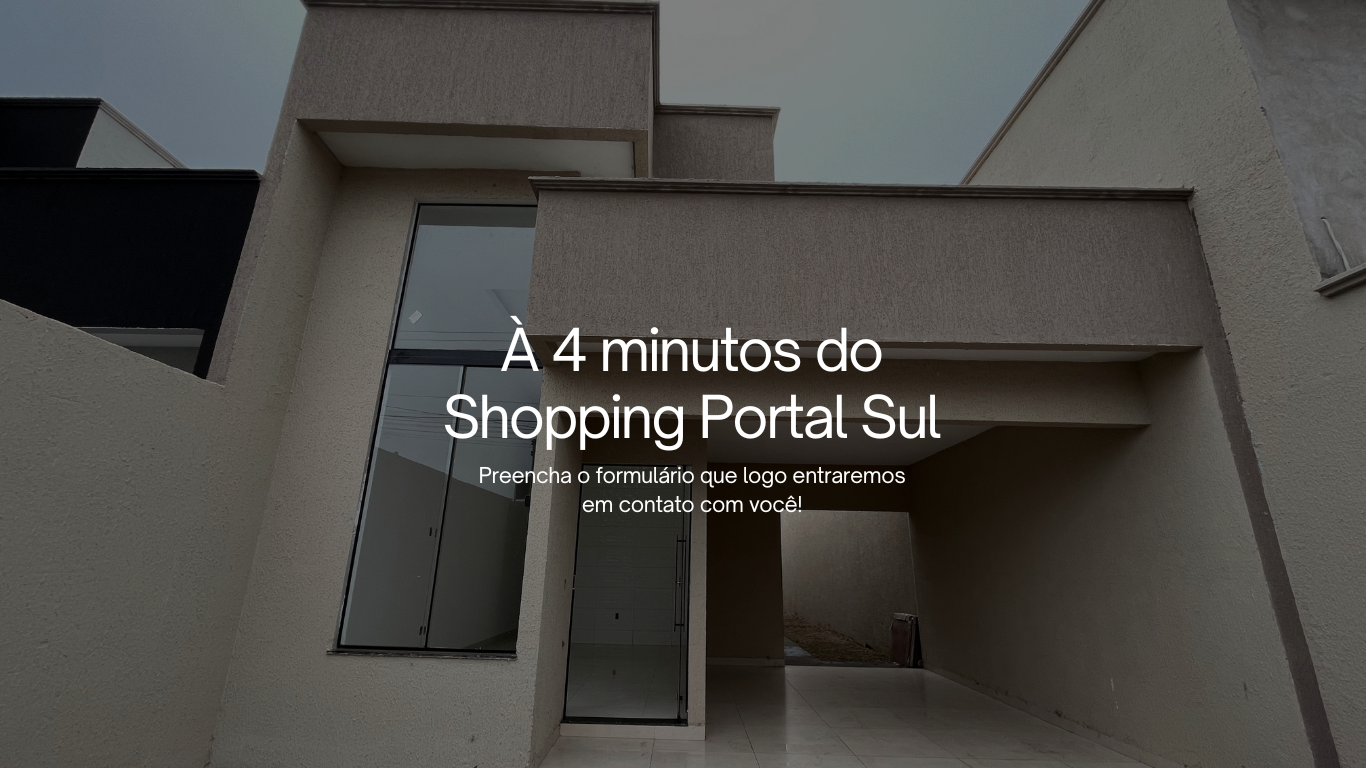 À 4 minutos do
Shopping Portal Sul
Preencha o formulário que logo entraremos
em contato com você!